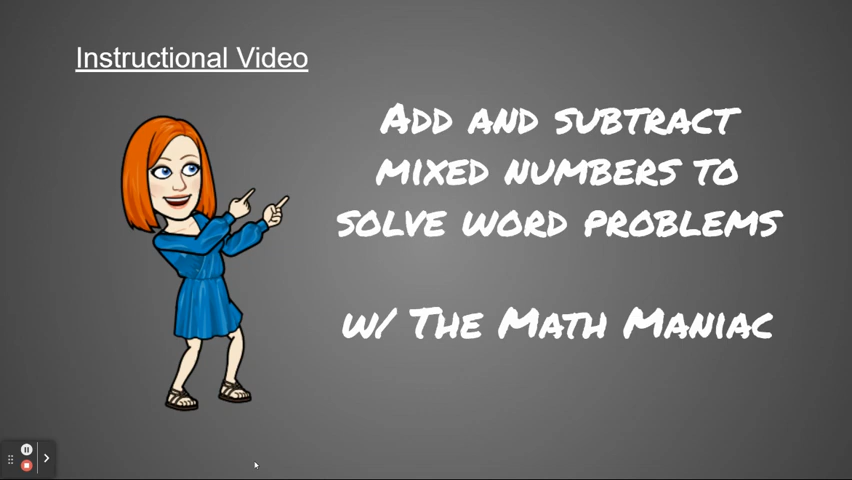 Instructional Video
Add and subtract
mixed numbers to
solve word problems
w/ The Math Maniac